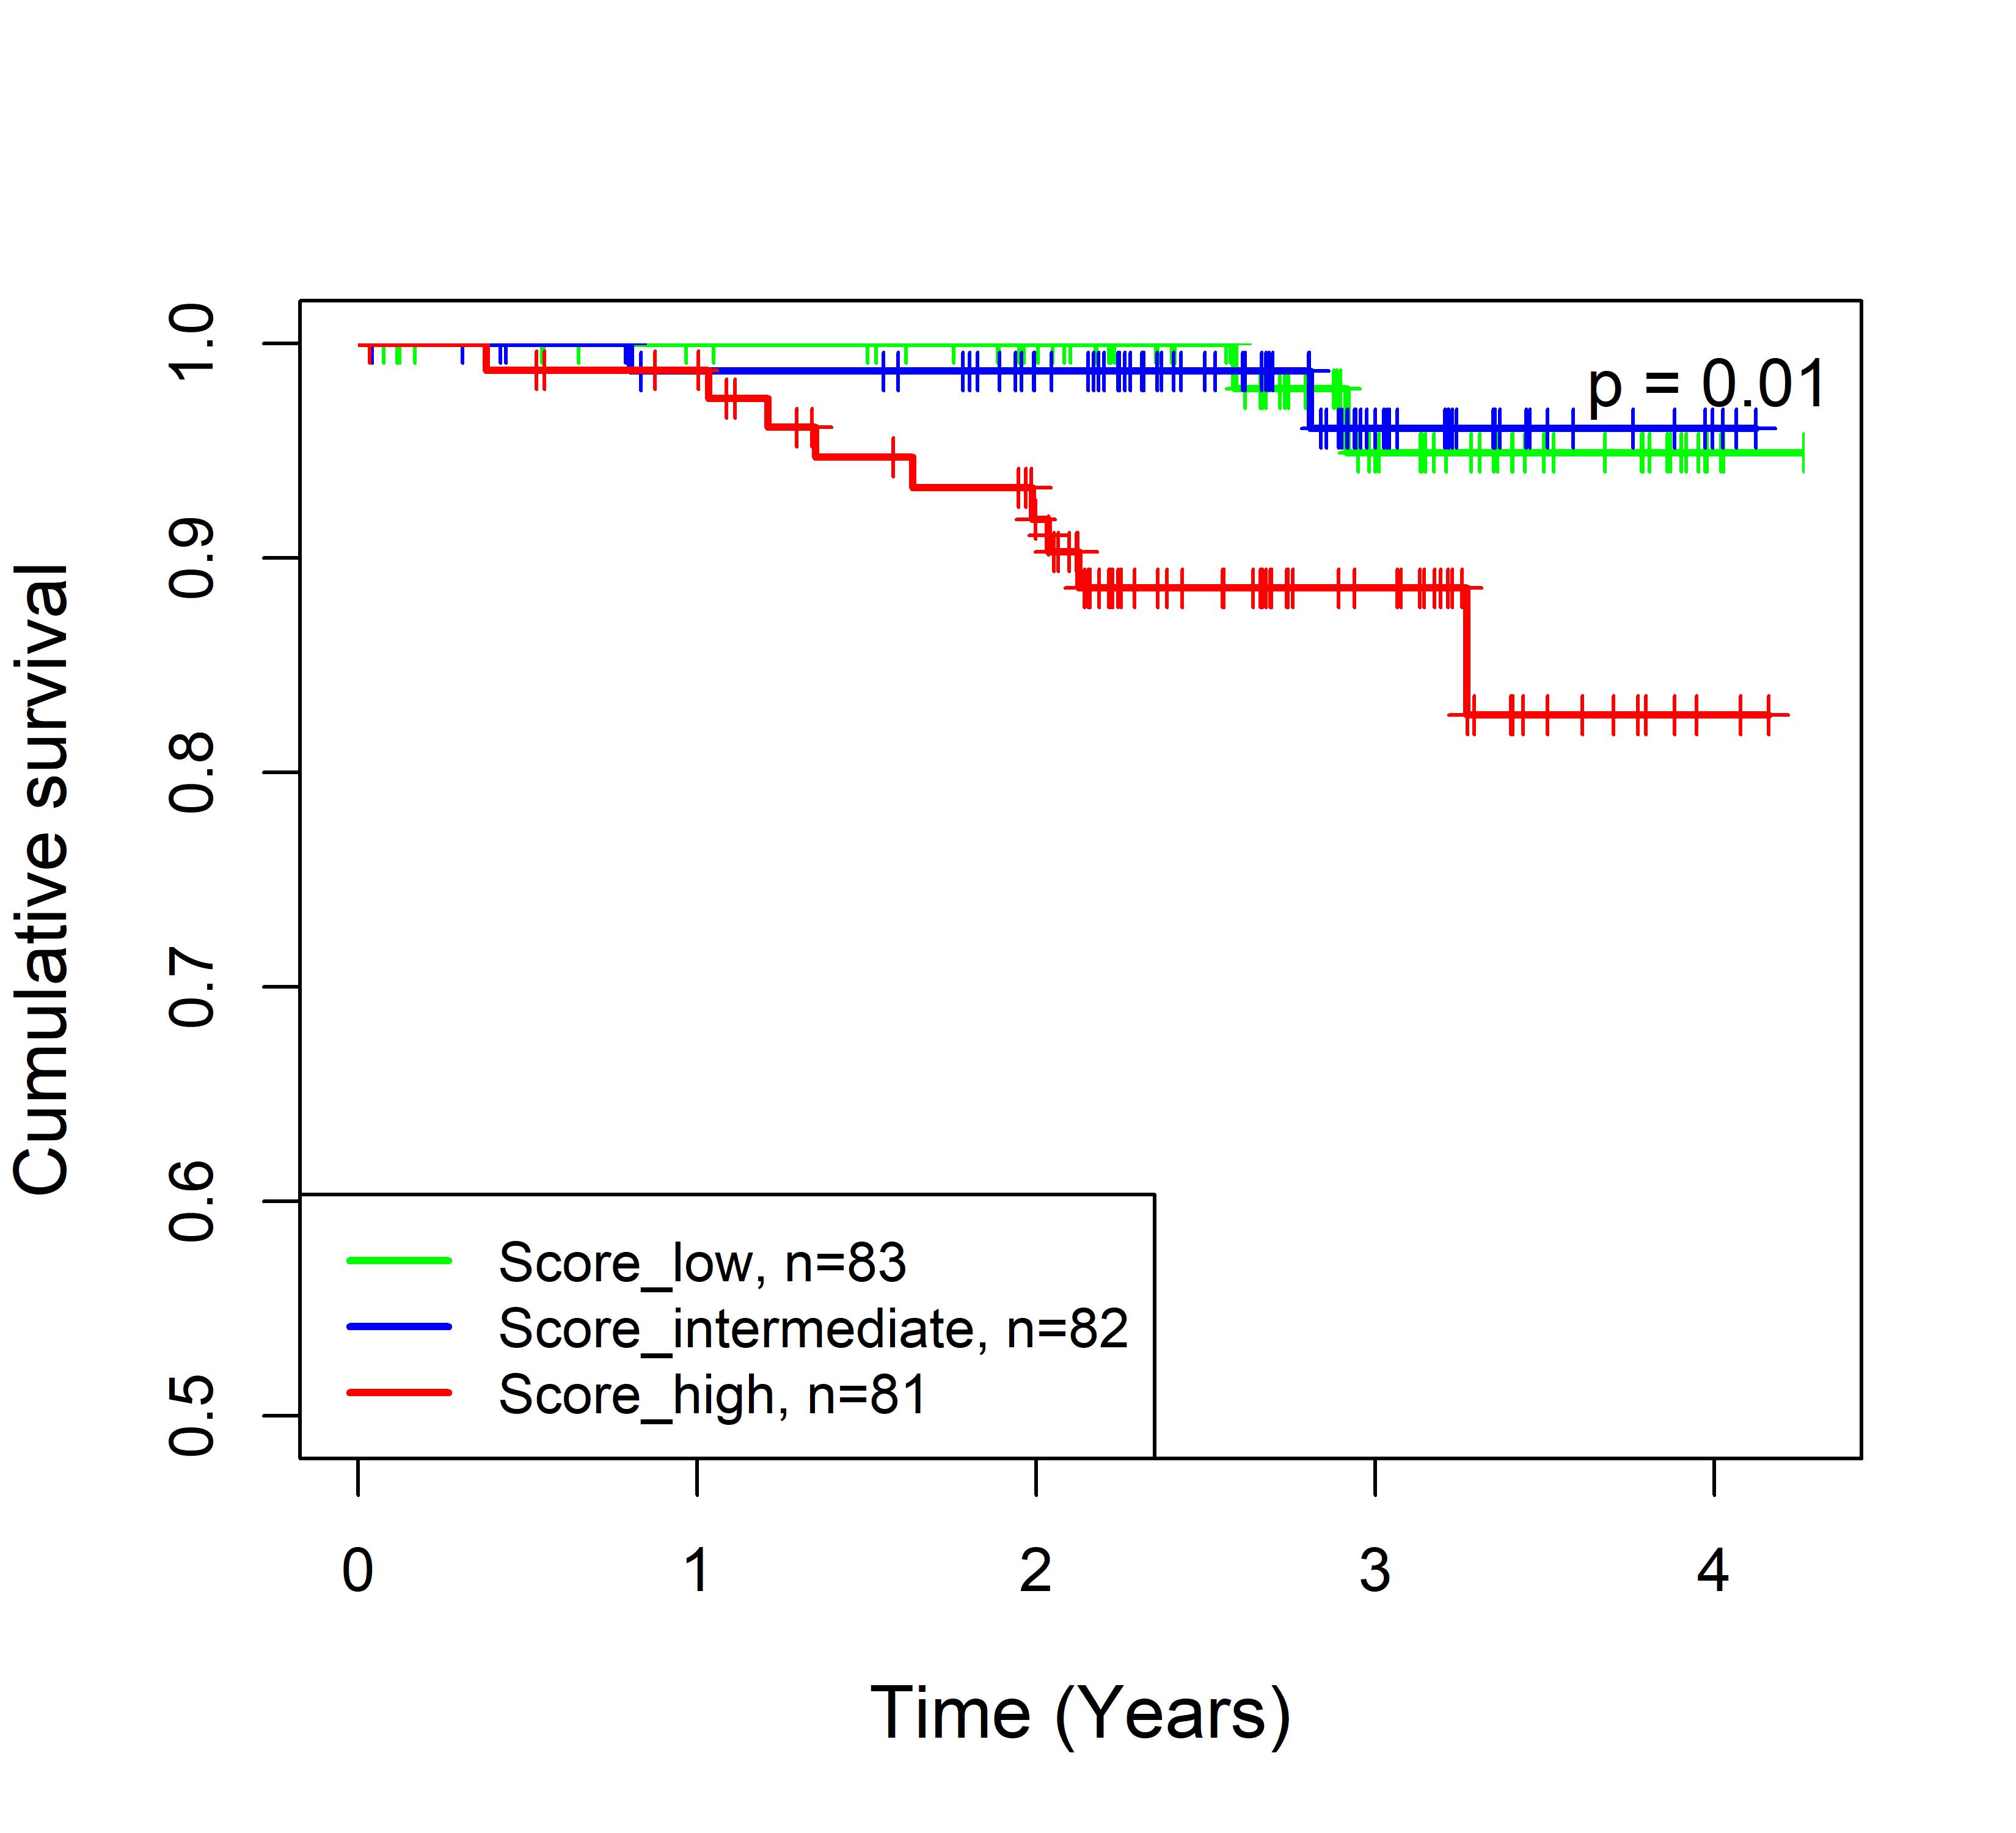 Cumulative survival
1.0
0.9
0.8
0.7
0.6
0.5
p = 0.01
Score_low, n=83
Score_intermediate, n=82
Score_high, n=81
0 1 2 3 4
Time (Years)